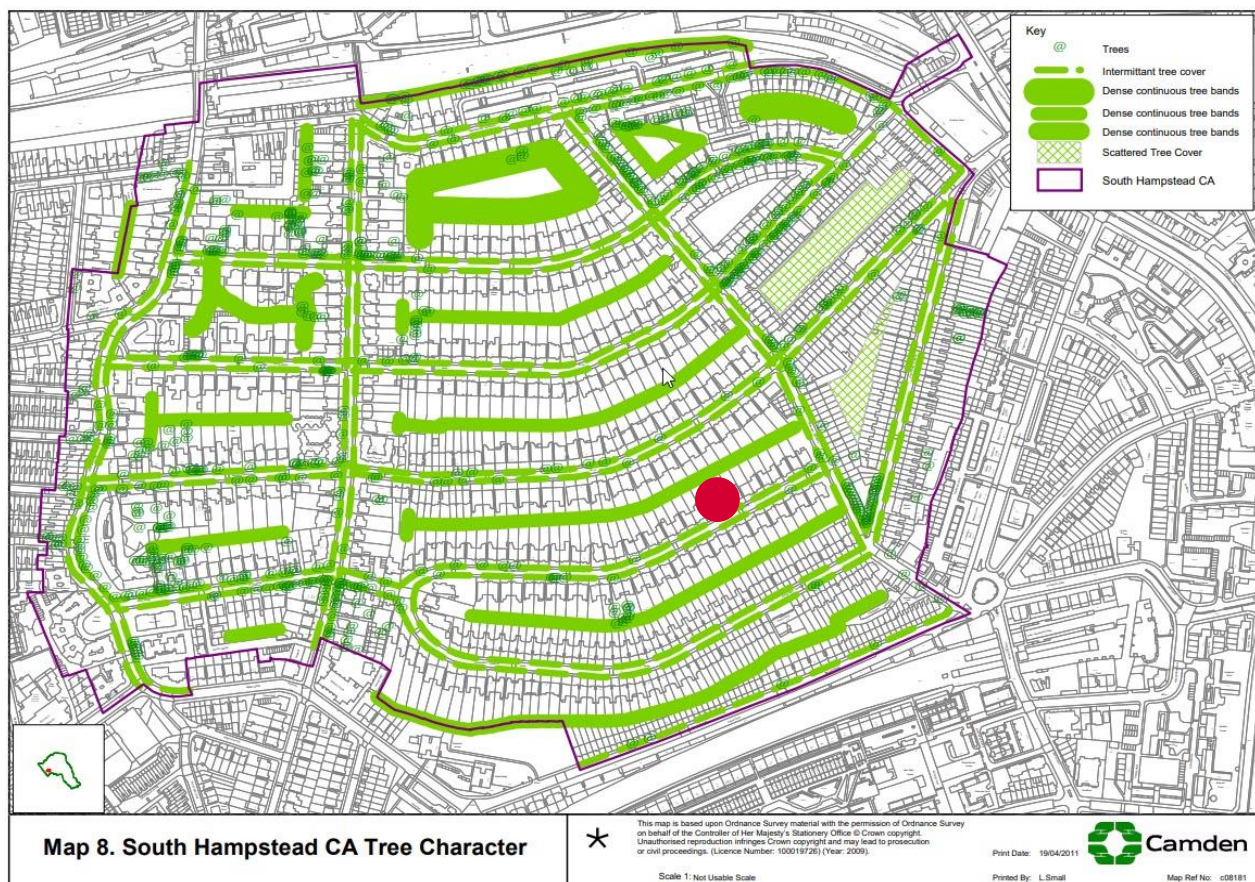 Key
@ Trees
Intermittant tree cover
Dense continuous tree bands
Dense continuous tree bands
Dense continuous tree bands
Scattered Tree Cover
South Hampstead CA
Map 8. South Hampstead CA Tree Character
This map is based upon Ordnance Survey material with the permission of Ordnance Survey
on behalf of the Controller of Her Majesty's Stationery Office © Crown copyright.
Unauthorised reproduction infringes Crown copyright and may lead to prosecution
or civil proceedings. (Licence Number: 100019726) (Year: 2009).
Scale 1: Not Usable Scale
Print Date: 19/04/2011
Printed By: L.Small
Camden
Map Ref No: c08181